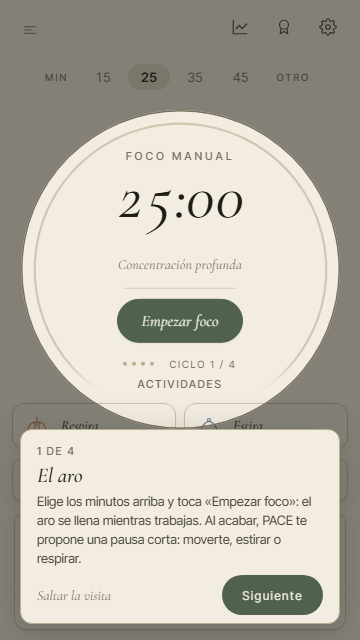 MIN 15 25 35 45 OTRO
FOCO MANUAL
25:00
Concentración profunda
Empezar foco
CICLO 1 / 4
ACTIVIDADES
Respira Estira
1 DE 4
El aro
Elige los minutos arriba y toca «Empezar foco»: el
aro se llena mientras trabajas. Al acabar, PACE te
propone una pausa corta: moverte, estirar o
respirar.
Saltar la visita Siguiente